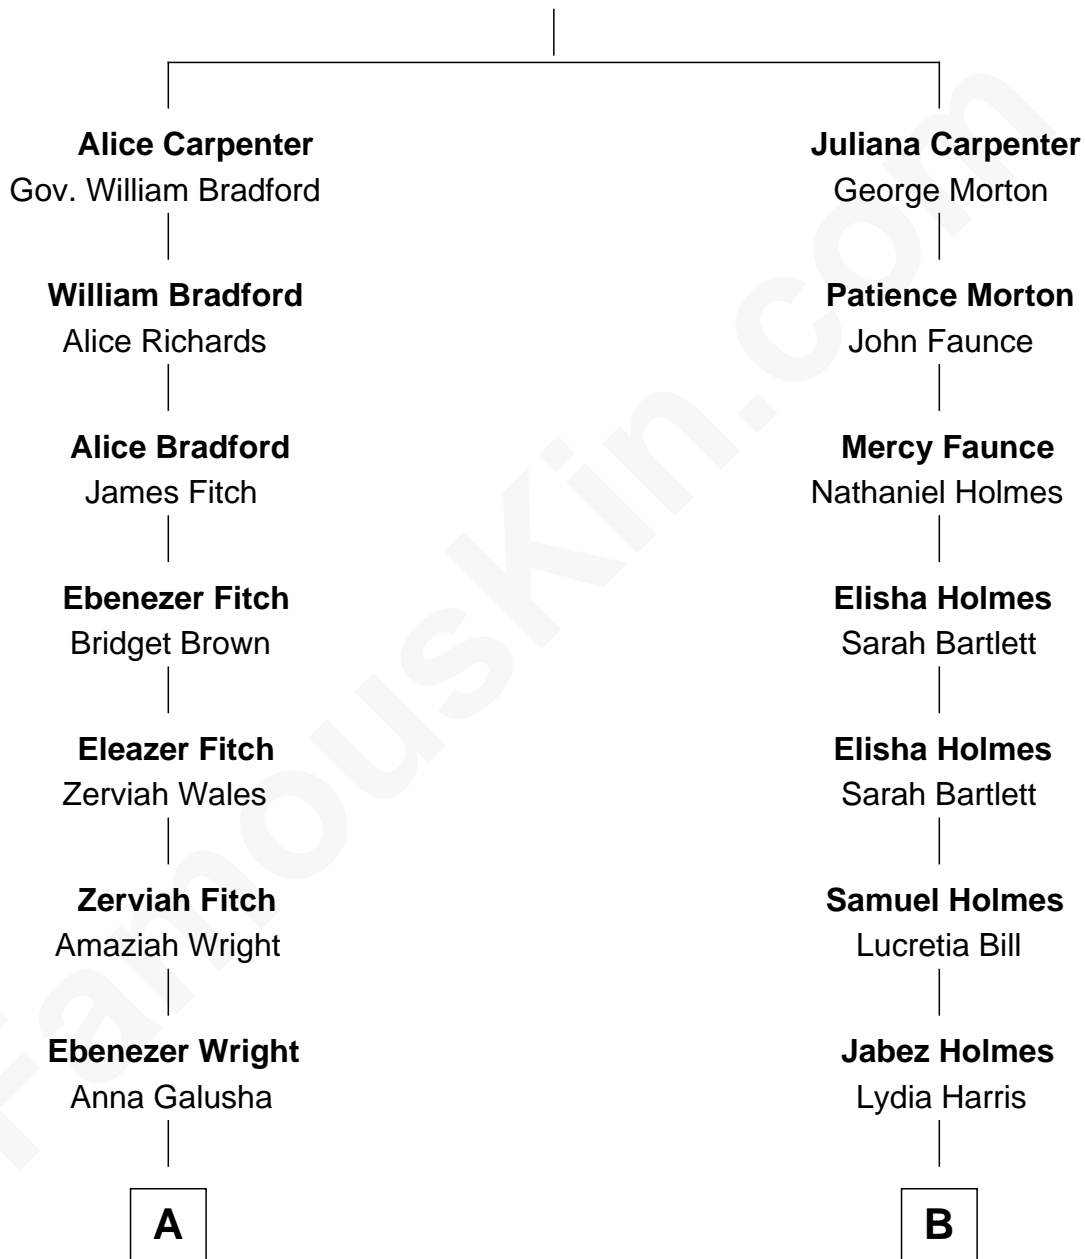 Alice Carpenter
Gov. William Bradford
William Bradford
Alice Richards
Alice Bradford
James Fitch
Ebenezer Fitch
Bridget Brown
Eleazer Fitch
Zerviah Wales
Zerviah Fitch
Amaziah Wright
Ebenezer Wright
Anna Galusha
A
Juliana Carpenter
George Morton
Patience Morton
John Faunce
Mercy Faunce
Nathaniel Holmes
Elisha Holmes
Sarah Bartlett
Elisha Holmes
Sarah Bartlett
Samuel Holmes
Lucretia Bill
Jabez Holmes
Lydia Harris
B
FamousKin.com